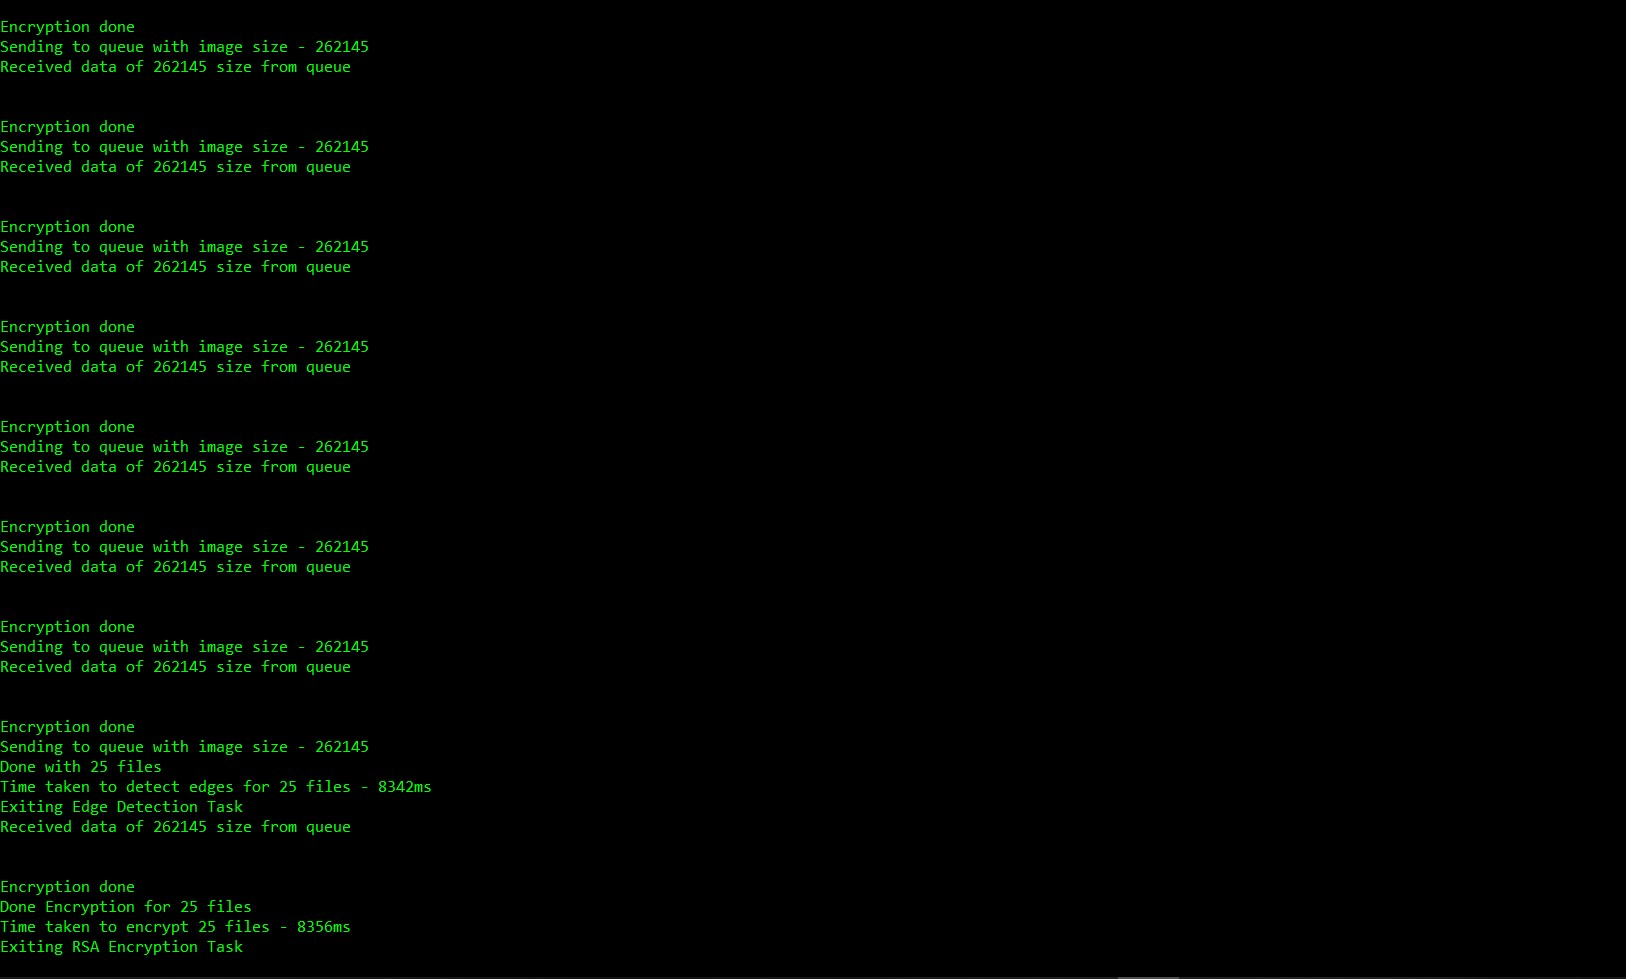 Encryption done
Sending to queue with image size - 262145
Received data of 262145 size from queue
Encryption done
Sending to queue with image size - 262145
Received data of 262145 size from queue
Encryption done
Sending to queue with image size - 262145
Received data of 262145 size from queue
Encryption done
Sending to queue with image size - 262145
Received data of 262145 size from queue
Encryption done
Sending to queue with image size - 262145
Received data of 262145 size from queue
Encryption done
Sending to queue with image size - 262145
Received data of 262145 size from queue
Encryption done
Sending to queue with image size - 262145
Received data of 262145 size from queue
Encryption done
Sending to queue with image size - 262145
Done with 25 files
Time taken to detect edges for 25 files - 8342ms
Exiting Edge Detection Task
Received data of 262145 size from queue
Encryption done
Done Encryption for 25 files
Time taken to encrypt 25 files - 8356ms
Exiting RSA Encryption Task